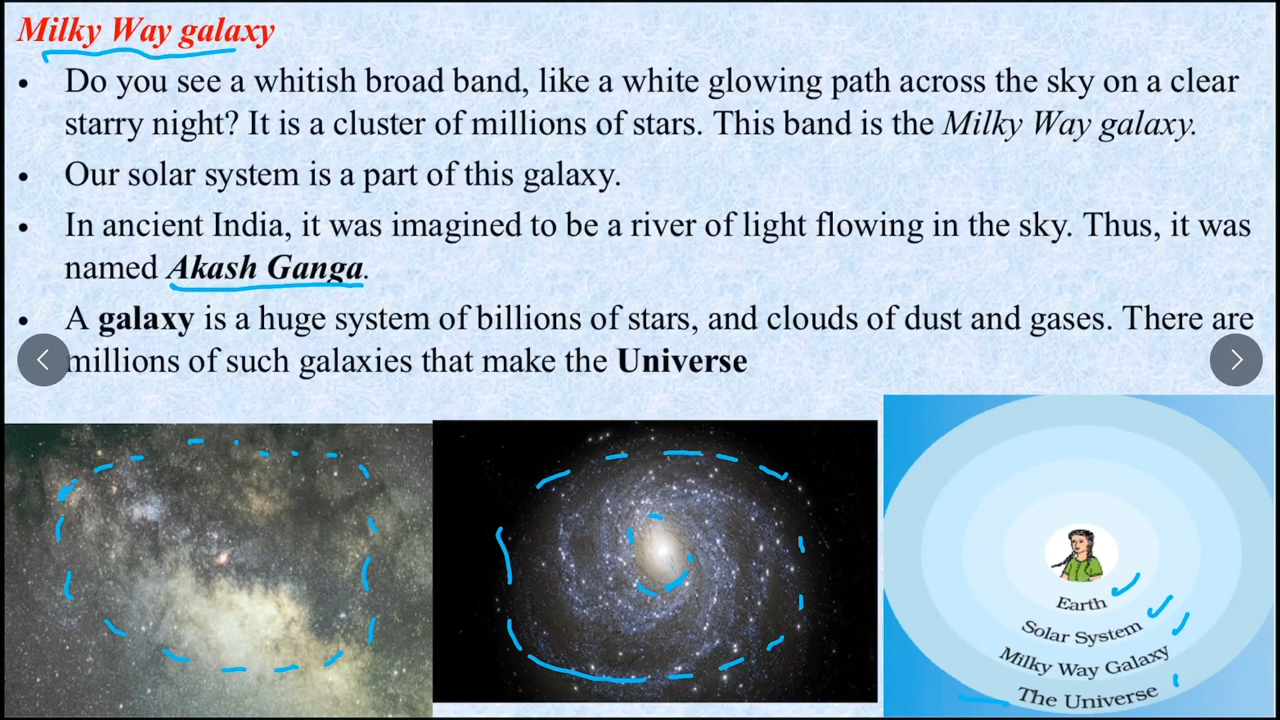 Milky Way galaxy
• Do you see a whitish broad band, like a white glowing path across the sky on a clear
starry night? It is a cluster of millions of stars. This band is the Milky Way galaxy.
• Our solar system is a part of this galaxy.
• In ancient India, it was imagined to be a river of light flowing in the sky. Thus, it was
named Akash Ganga.
• A galaxy is a huge system of billions of stars, and clouds of dust and gases. There are
millions of such galaxies that make the Universe
Earth
Solar System
Milky Way Galaxy
The Universe